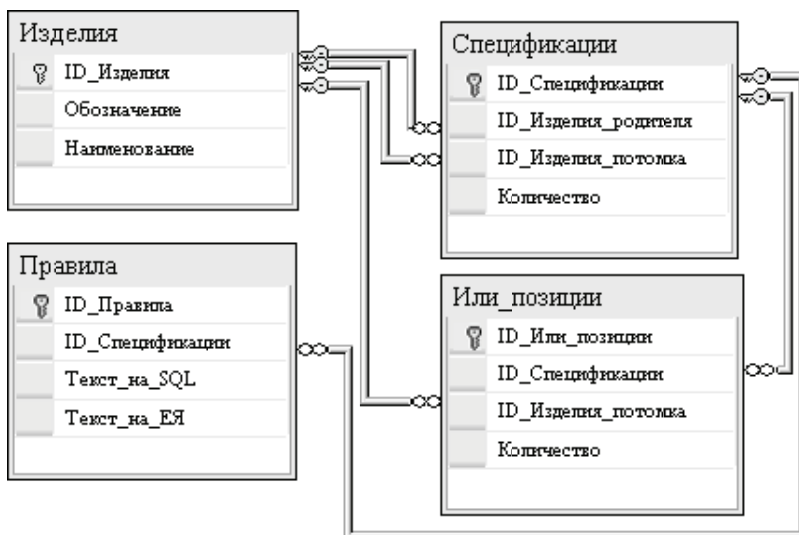 Изделия
ID_Изделия
Обозначение
Наименование
Спецификации
ID_Спецификации
ID_Изделия_родителя
ID_Изделия_потомка
Количество
Правила
ID_Правила
ID_Спецификации
Текст_на_SQL
Текст_на_ЕЯ
Или_позиции
ID_Или_позиции
ID_Спецификации
ID_Изделия_потомка
Количество